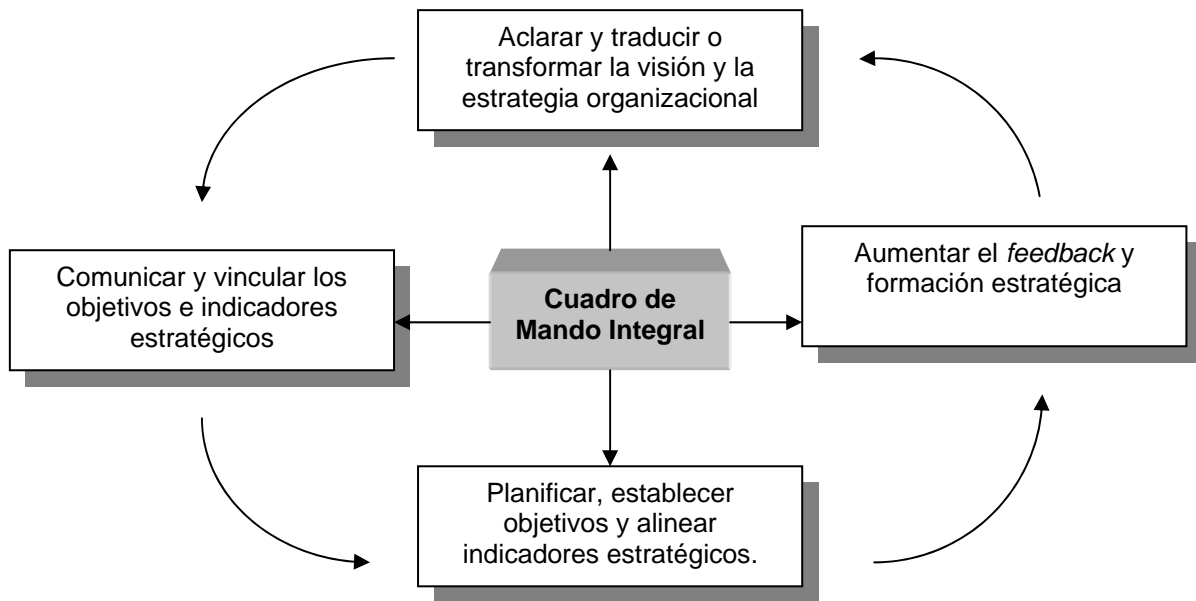 Aclarar y traducir o
transformar la visión y la
estrategia organizacional
Comunicar y vincular los
objetivos e indicadores
estratégicos
Cuadro de
Mando Integral
Aumentar el feedback y
formación estratégica
Planificar, establecer
objetivos y alinear
indicadores estratégicos.